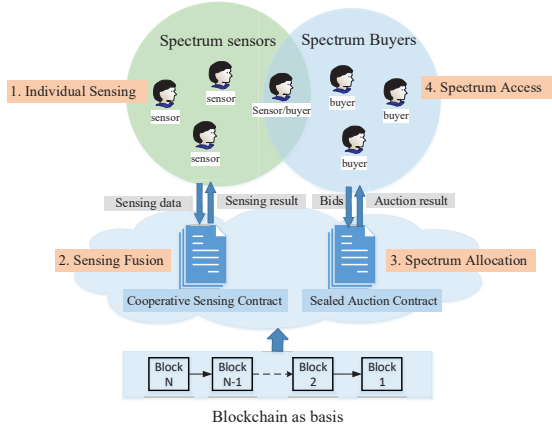 Spectrum sensors
Spectrum Buyers
1. Individual Sensing
4. Spectrum Access
sensor
sensor
Sensor/buyer
buyer
buyer
sensor
buyer
Sensing data
Sensing result
Bids
Auction result
2. Sensing Fusion
3. Spectrum Allocation
Cooperative Sensing Contract
Sealed Auction Contract
Block
N
Block
N-1
Block
2
Block
1
Blockchain as basis